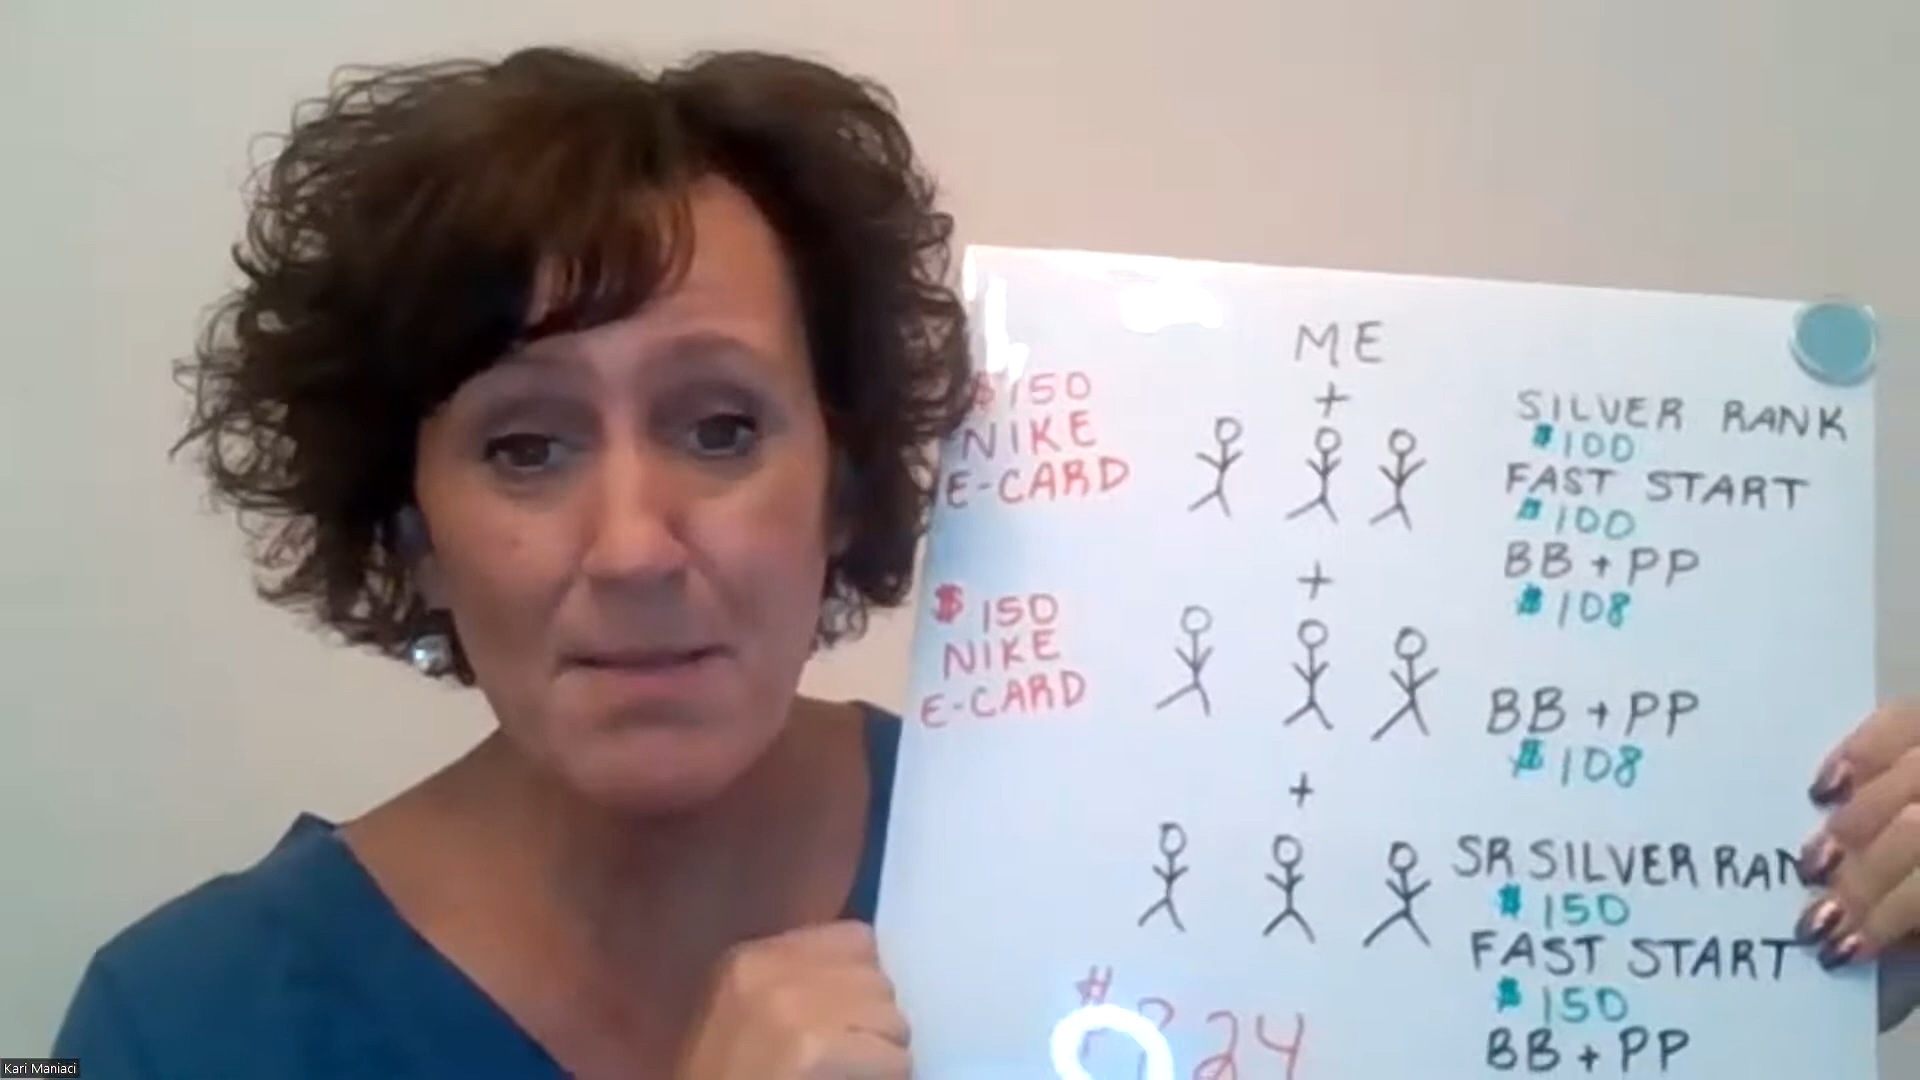 ME
+
$150
NIKE
E-CARD
SILVER RANK
$100
FAST START
$100
BB + PP
$108
+
$150
NIKE
E-CARD
BB + PP
$108
+
SR SILVER RAN
$150
FAST START
$150
BB + PP
Kari Maniaci